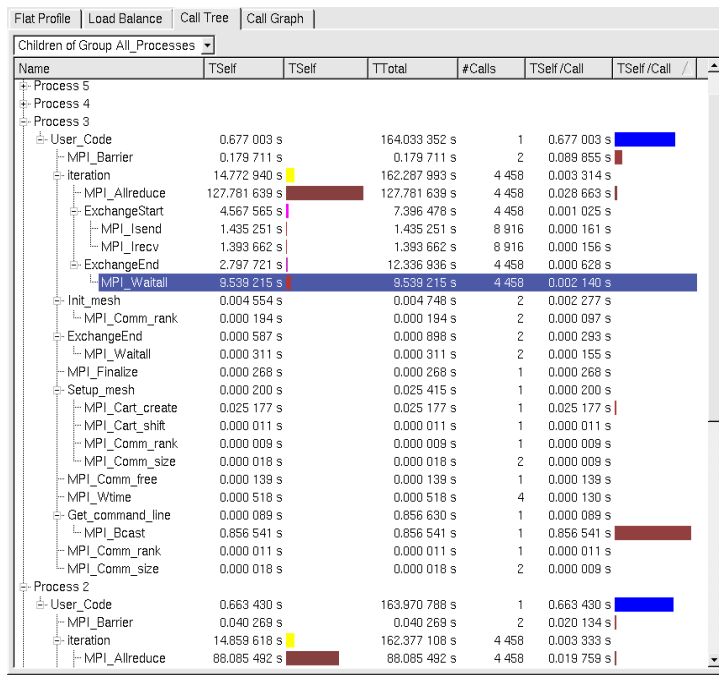 Flat Profile Load Balance Call Tree Call Graph
Children of Group All_Processes
Name TSelf TSelf TTotal #Calls TSelf/Call TSelf/Call
Process 5
Process 4
Process 3
User_Code 0.677 003 s 164.033 352 s 1 0.677 003 s
MPI_Barrier 0.179 711 s 0.179 711 s 2 0.089 855 s
iteration 14.772 940 s 162.287 993 s 4 458 0.003 314 s
MPI_Allreduce 127.781 639 s 127.781 639 s 4 458 0.028 663 s
ExchangeStart 4.567 565 s 7.396 478 s 4 458 0.001 025 s
MPI_Isend 1.435 251 s 1.435 251 s 8 916 0.000 161 s
MPI_Irecv 1.393 662 s 1.393 662 s 8 916 0.000 156 s
ExchangeEnd 2.797 721 s 12.336 936 s 4 458 0.000 628 s
MPI_Waitall 9.539 215 s 9.539 215 s 4 458 0.002 140 s
Init_mesh 0.004 554 s 0.004 748 s 2 0.002 277 s
MPI_Comm_rank 0.000 194 s 0.000 194 s 2 0.000 097 s
ExchangeEnd 0.000 587 s 0.000 898 s 2 0.000 293 s
MPI_Waitall 0.000 311 s 0.000 311 s 2 0.000 155 s
MPI_Finalize 0.000 268 s 0.000 268 s 1 0.000 268 s
Setup_mesh 0.000 200 s 0.025 415 s 1 0.000 200 s
MPI_Cart_create 0.025 177 s 0.025 177 s 1 0.025 177 s
MPI_Cart_shift 0.000 011 s 0.000 011 s 1 0.000 011 s
MPI_Comm_rank 0.000 009 s 0.000 009 s 1 0.000 009 s
MPI_Comm_size 0.000 018 s 0.000 018 s 2 0.000 009 s
MPI_Comm_free 0.000 139 s 0.000 139 s 1 0.000 139 s
MPI_Wtime 0.000 518 s 0.000 518 s 4 0.000 130 s
Get_command_line 0.000 089 s 0.856 630 s 1 0.000 089 s
MPI_Bcast 0.856 541 s 0.856 541 s 1 0.856 541 s
MPI_Comm_rank 0.000 011 s 0.000 011 s 1 0.000 011 s
MPI_Comm_size 0.000 018 s 0.000 018 s 2 0.000 009 s
Process 2
User_Code 0.663 430 s 163.970 788 s 1 0.663 430 s
MPI_Barrier 0.040 269 s 0.040 269 s 2 0.020 134 s
iteration 14.859 618 s 162.377 108 s 4 458 0.003 333 s
MPI_Allreduce 88.085 492 s 88.085 492 s 4 458 0.019 759 s